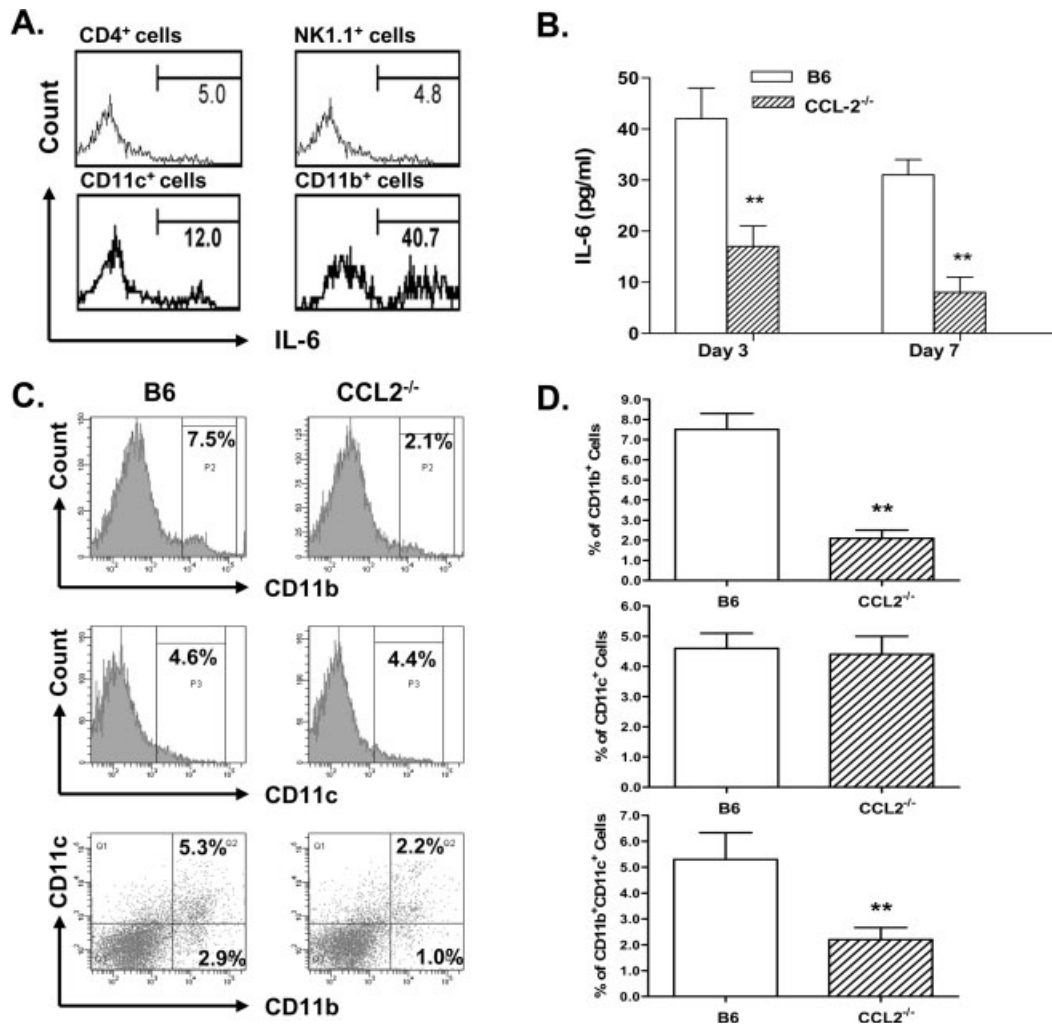 A.
CD4⁺ cells
NK1.1⁺ cells
5.0
4.8
Count
CD11c⁺ cells
CD11b⁺ cells
12.0
40.7
IL-6
B.
50
40
30
20
10
0
IL-6 (pg/ml)
B6
CCL-2⁻/⁻
**
**
Day 3
Day 7
C.
B6
CCL2⁻/⁻
Count
7.5%
P2
2.1%
P2
CD11b
Count
4.6%
P3
4.4%
P3
CD11c
CD11c
Q1
5.3%
Q2
2.9%
Q1
2.2%
Q2
1.0%
CD11b
D.
% of CD11b⁺ Cells
9.0
8.0
7.0
6.0
5.0
4.0
3.0
2.0
1.0
0.0
**
B6
CCL2⁻/⁻
% of CD11c⁺ Cells
6.0
5.0
4.0
3.0
2.0
1.0
0.0
B6
CCL2⁻/⁻
% of CD11b⁺CD11c⁺ Cells
7.0
6.0
5.0
4.0
3.0
2.0
1.0
0.0
**
B6
CCL2⁻/⁻